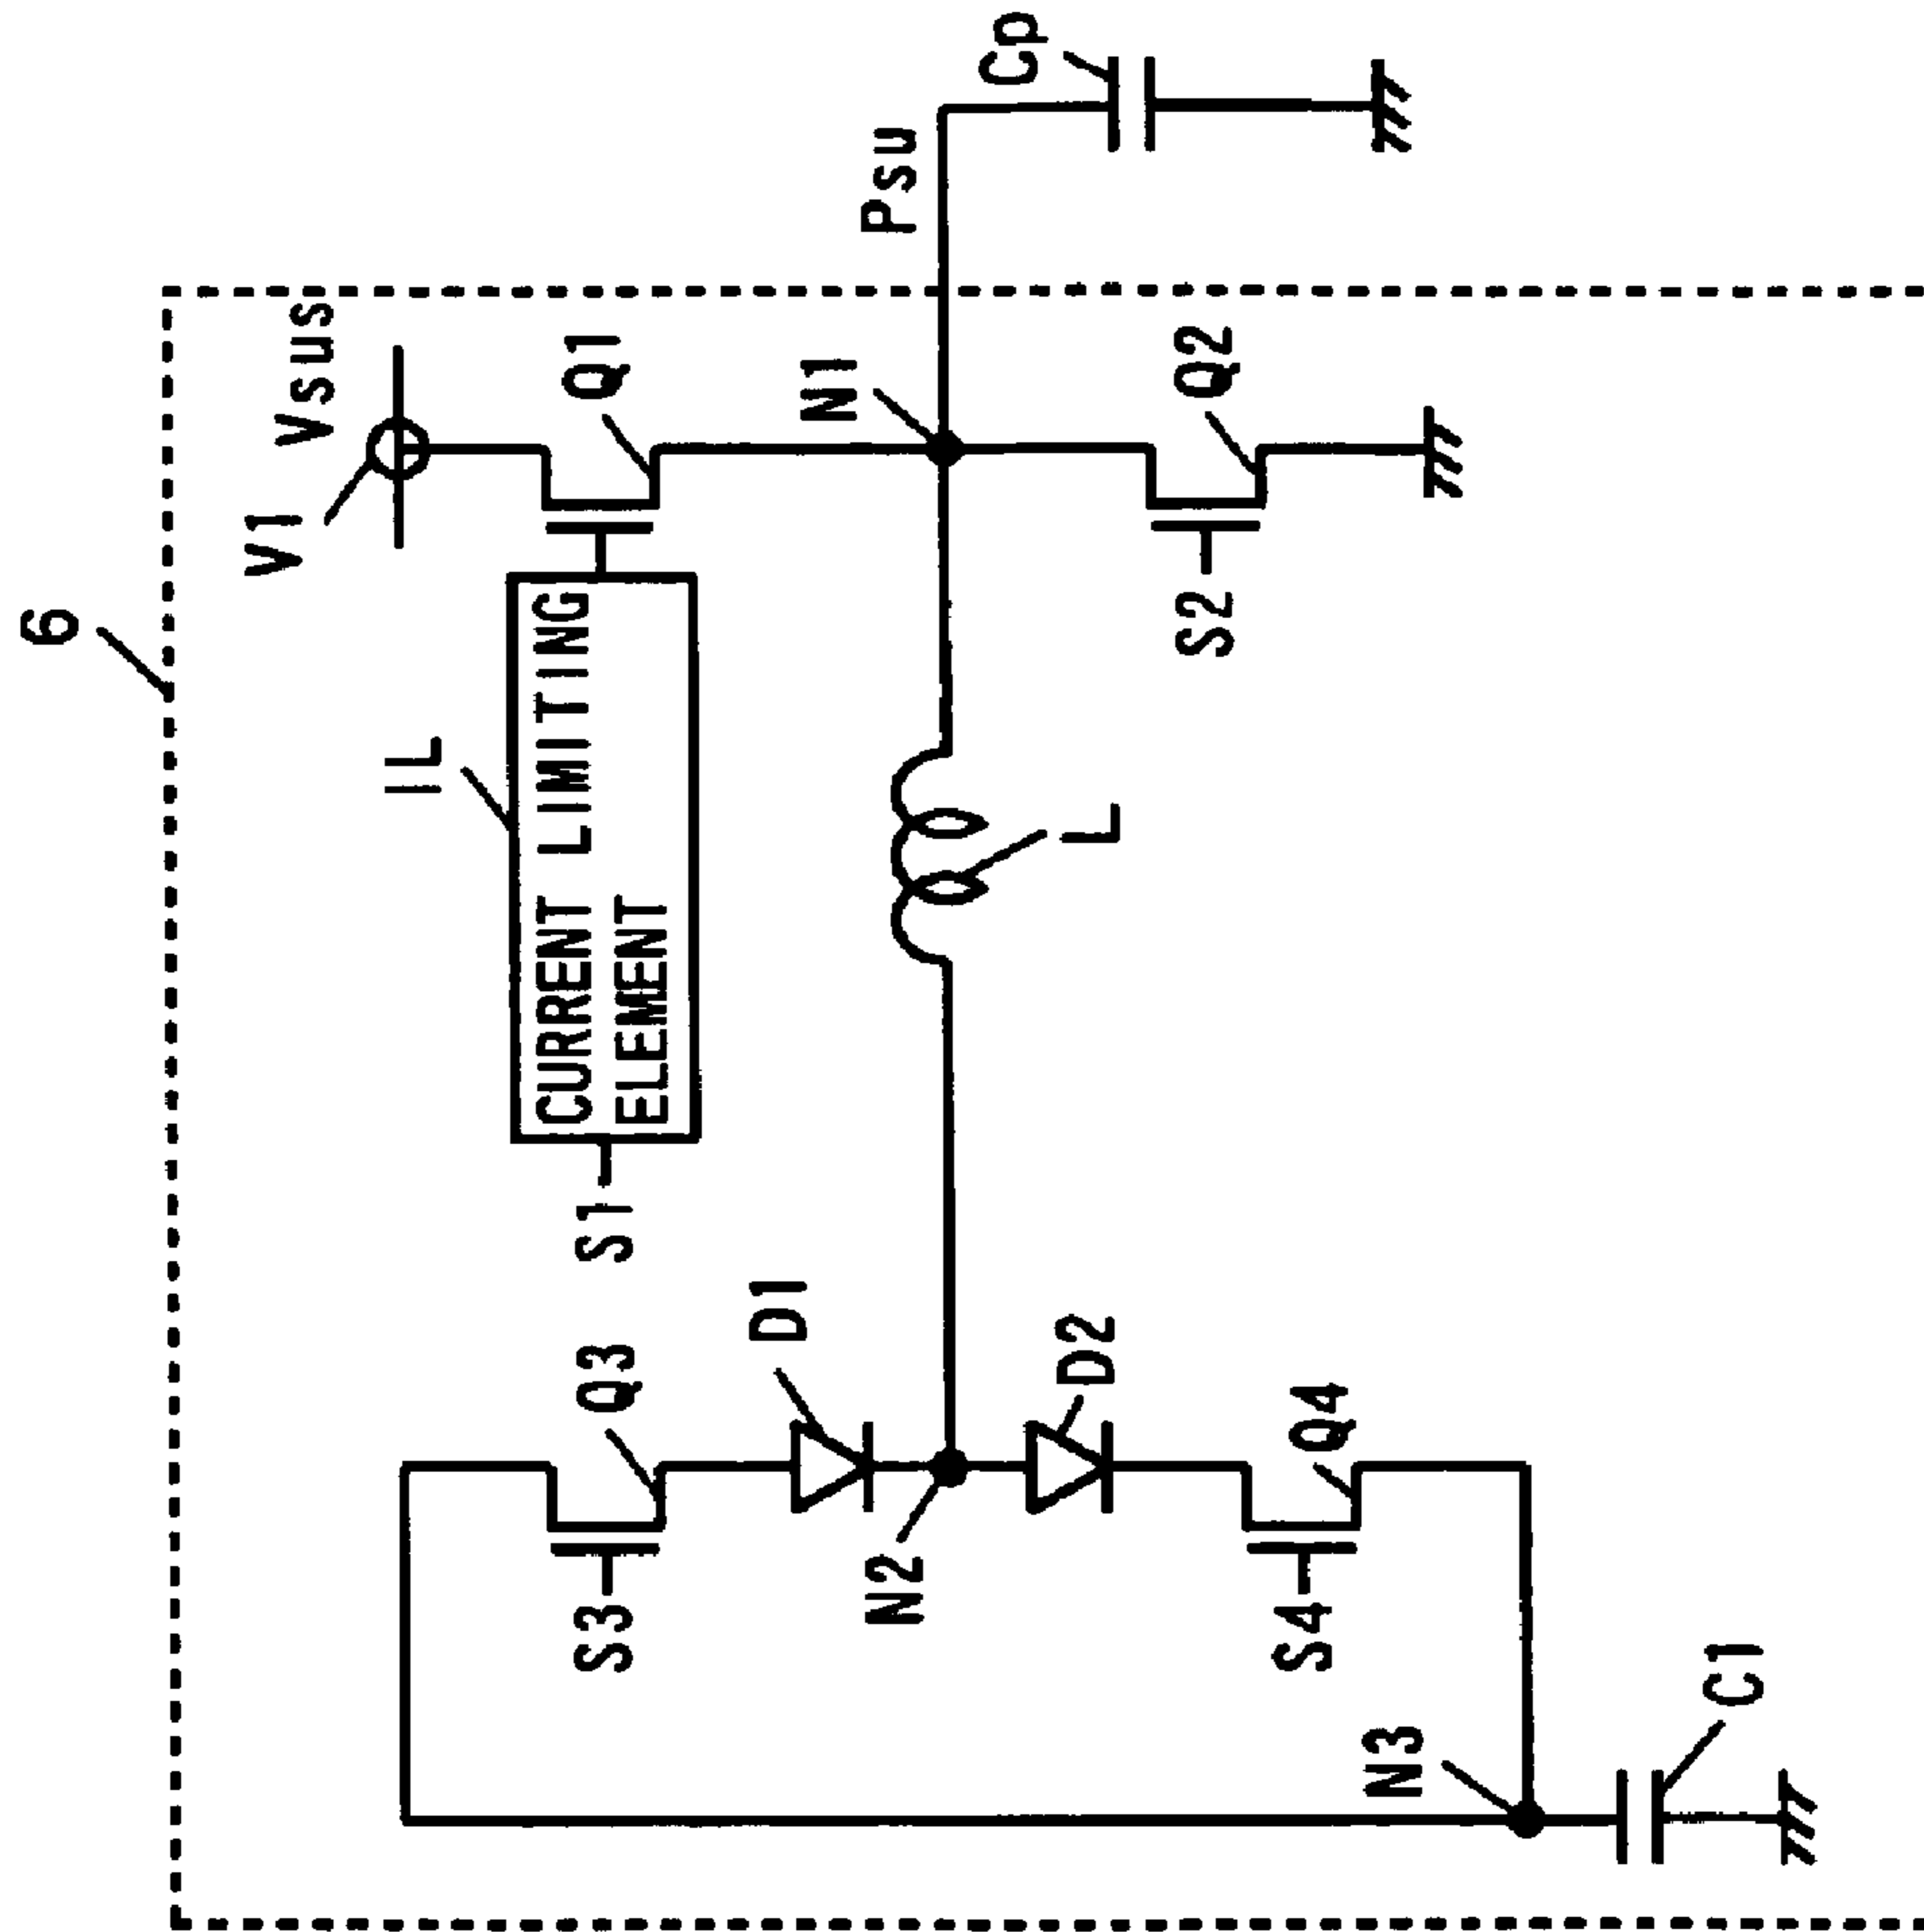 6
V1
Vsus
IL
CURRENT LIMITING
ELEMENT
S3
Q3
S1
Q1
D1
N1
N2
Psu
Cp
D2
L
S2
Q2
S4
Q4
N3
C1